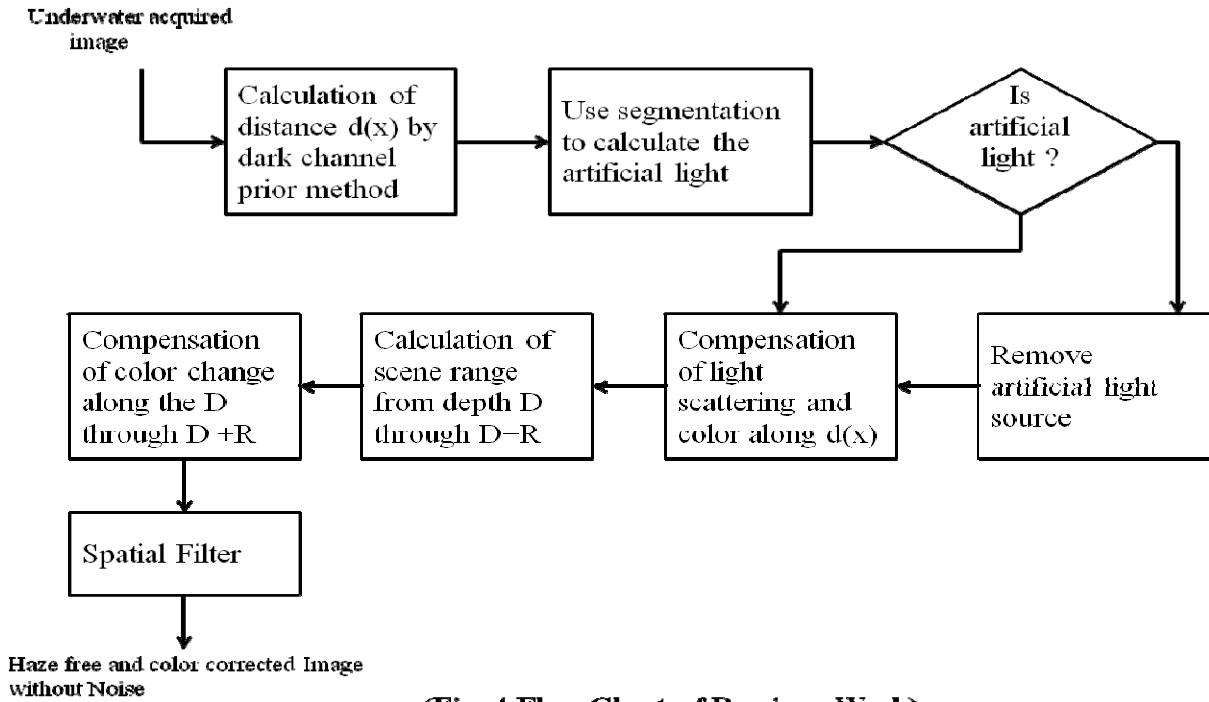 Underwater acquired
image
Calculation of
distance d(x) by
dark channel
prior method
Use segmentation
to calculate the
artificial light
Is
artificial
light ?
Compensation
of color change
along the D
through D +R
Calculation of
scene range
from depth D
through D–R
Compensation
of light
scattering and
color along d(x)
Remove
artificial light
source
Spatial Filter
Haze free and color corrected Image
without Noise